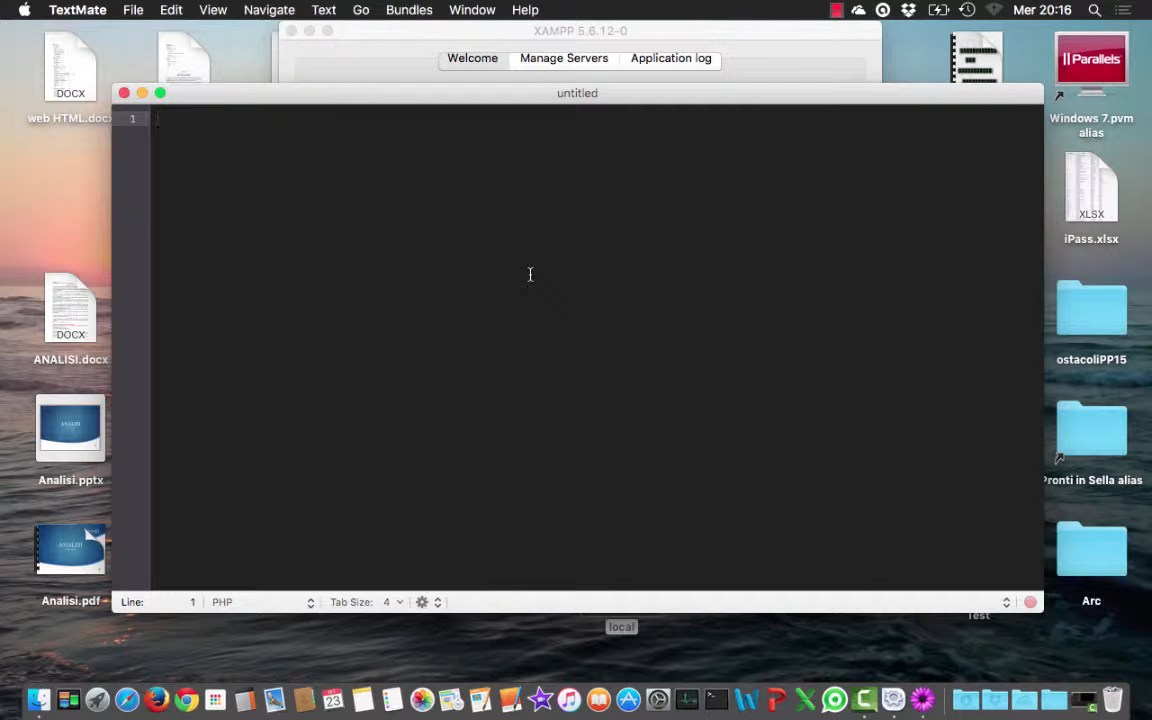 TextMate File Edit View Navigate Text Go Bundles Window Help Mer 20:16
XAMPP 5.6.12-0
Welcome Manage Servers Application log
untitled
1
DOCX
web HTML.docx
DOCX
ANALISI.docx
ANALISI
Analisi.pptx
ANALISI
Analisi.pdf
|| Parallels
Windows 7.pvm
alias
XLSX
iPass.xlsx
ostacoliPP15
Pronti in Sella alias
Arc
Line: 1 PHP Tab Size: 4
Test
local
23